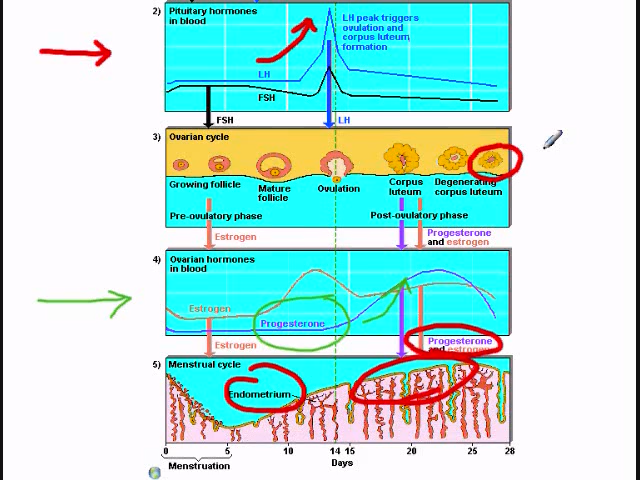 2) Pituitary hormones
in blood
LH peak triggers
ovulation and
corpus luteum
formation
LH
FSH
FSH
LH
3) Ovarian cycle
Growing follicle
Mature
follicle
Ovulation
Corpus
luteum
Degenerating
corpus luteum
Pre-ovulatory phase
Post-ovulatory phase
Estrogen
Progesterone
and estrogen
4) Ovarian hormones
in blood
Estrogen
Progesterone
Estrogen
Progesterone
and estrogen
5) Menstrual cycle
Endometrium
0 5 10 14 15 20 25 28
Days
Menstruation